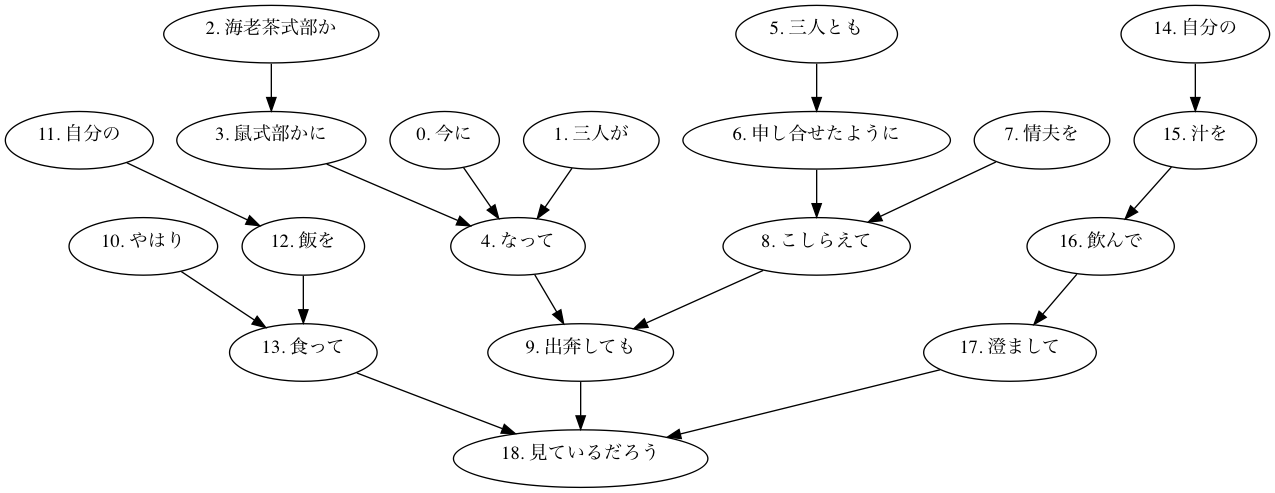 2. 海老茶式部か
5. 三人とも
14. 自分の
11. 自分の
3. 鼠式部かに
0. 今に
1. 三人が
6. 申し合せたように
7. 情夫を
15. 汁を
10. やはり
12. 飯を
4. なって
8. こしらえて
16. 飲んで
13. 食って
9. 出奔しても
17. 澄まして
18. 見ているだろう